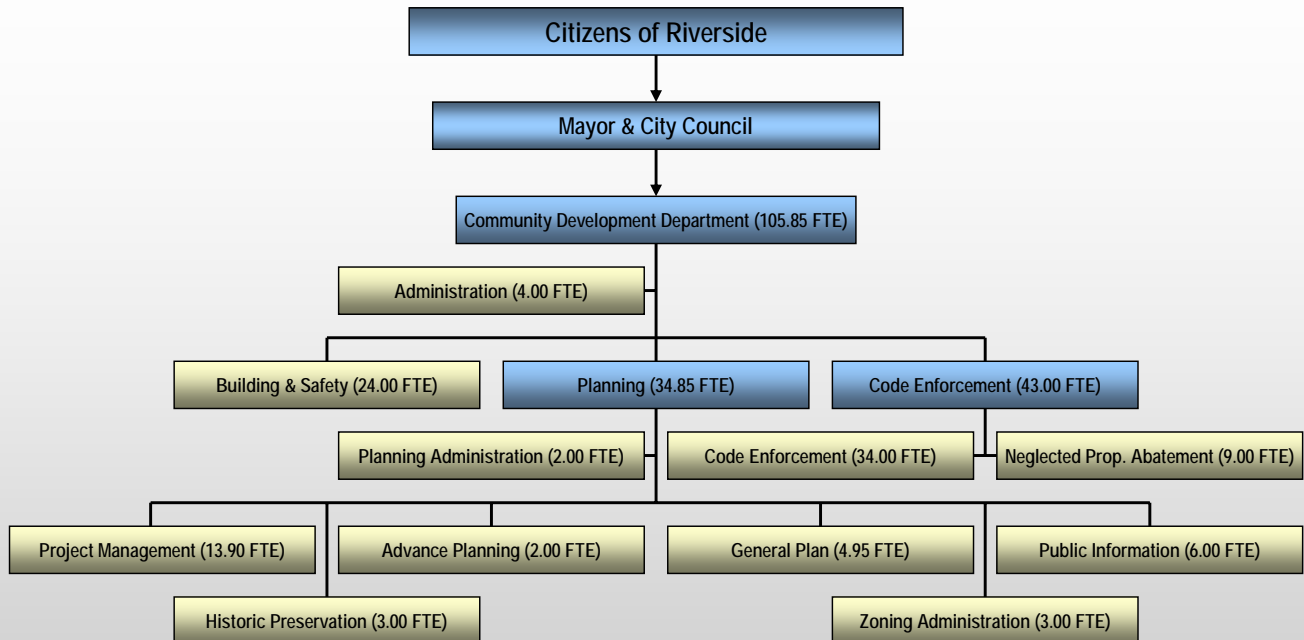 Citizens of Riverside
Mayor & City Council
Community Development Department (105.85 FTE)
Administration (4.00 FTE)
Building & Safety (24.00 FTE)
Planning (34.85 FTE)
Code Enforcement (43.00 FTE)
Planning Administration (2.00 FTE)
Code Enforcement (34.00 FTE)
Neglected Prop. Abatement (9.00 FTE)
Project Management (13.90 FTE)
Advance Planning (2.00 FTE)
General Plan (4.95 FTE)
Public Information (6.00 FTE)
Historic Preservation (3.00 FTE)
Zoning Administration (3.00 FTE)